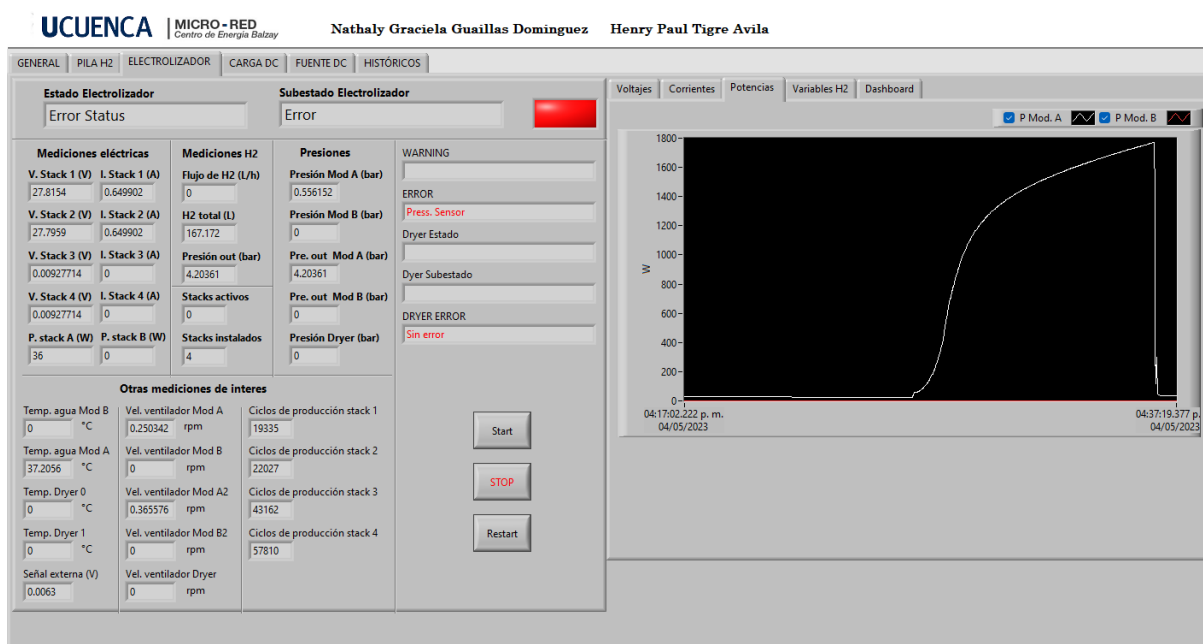 UCUENCA MICRO-RED
Centro de Energía Balzay
Nathaly Graciela Guaillas Dominguez Henry Paul Tigre Avila
GENERAL PILA H2 ELECTROLIZADOR CARGA DC FUENTE DC HISTÓRICOS
Estado Electrolizador
Error Status
Subestado Electrolizador
Error
Mediciones eléctricas
V. Stack 1 (V) I. Stack 1 (A)
27.8154 0.649902
V. Stack 2 (V) I. Stack 2 (A)
27.7959 0.649902
V. Stack 3 (V) I. Stack 3 (A)
0.00927714 0
V. Stack 4 (V) I. Stack 4 (A)
0.00927714 0
P. stack A (W) P. stack B (W)
36 0
Mediciones H2
Flujo de H2 (L/h)
0
H2 total (L)
167.172
Presión out (bar)
4.20361
Stacks activos
0
Stacks instalados
4
Presiones
Presión Mod A (bar)
0.556152
Presión Mod B (bar)
0
Pre. out Mod A (bar)
4.20361
Pre. out Mod B (bar)
0
Presión Dryer (bar)
0
WARNING
ERROR
Press. Sensor
Dryer Estado
Dyer Subestado
DRYER ERROR
Sin error
Otras mediciones de interes
Temp. agua Mod B
0 °C
Temp. agua Mod A
37.2056 °C
Temp. Dryer 0
0 °C
Temp. Dryer 1
0 °C
Señal externa (V)
0.0063
Vel. ventilador Mod A
0.250342 rpm
Vel. ventilador Mod B
0 rpm
Vel. ventilador Mod A2
0.365576 rpm
Vel. ventilador Mod B2
0 rpm
Vel. ventilador Dryer
0 rpm
Ciclos de producción stack 1
19335
Ciclos de producción stack 2
22027
Ciclos de producción stack 3
43162
Ciclos de producción stack 4
57810
Start
STOP
Restart
Voltajes Corrientes Potencias Variables H2 Dashboard
P Mod. A P Mod. B
1800
1600
1400
1200
1000
800
600
400
200
0
W
04:17:02.222 p. m.
04/05/2023
04:37:19.377 p.
04/05/2023